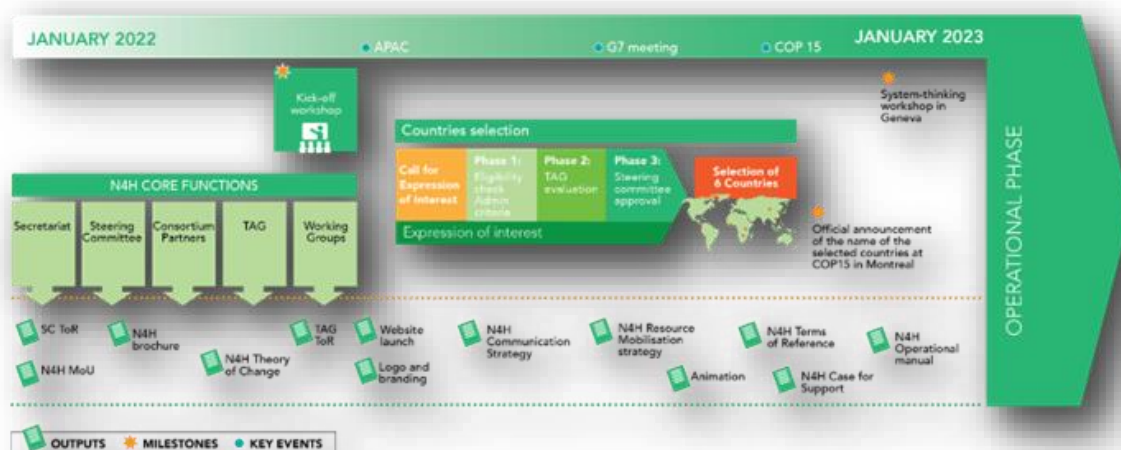 JANUARY 2022
APAC
G7 meeting
COP 15
JANUARY 2023
Kick-off
workshop
System-thinking
workshop in
Geneva
Countries selection
Call for
Expression
of Interest
Phase 1:
Eligibility
check
Admin
criteria
Phase 2:
TAG
evaluation
Phase 3:
Steering
committee
approval
Selection of
6 Countries
Expression of interest
Official announcement
of the name of the
selected countries at
COP15 in Montreal
N4H CORE FUNCTIONS
Secretariat
Steering
Committee
Consortium
Partners
TAG
Working
Groups
OPERATIONAL PHASE
SC ToR
N4H
brochure
TAG
ToR
Website
launch
N4H
Communication
Strategy
N4H Resource
Mobilisation
strategy
N4H Terms
of Reference
N4H
Operational
manual
N4H MoU
N4H Theory
of Change
Logo and
branding
Animation
N4H Case for
Support
OUTPUTS
MILESTONES
KEY EVENTS